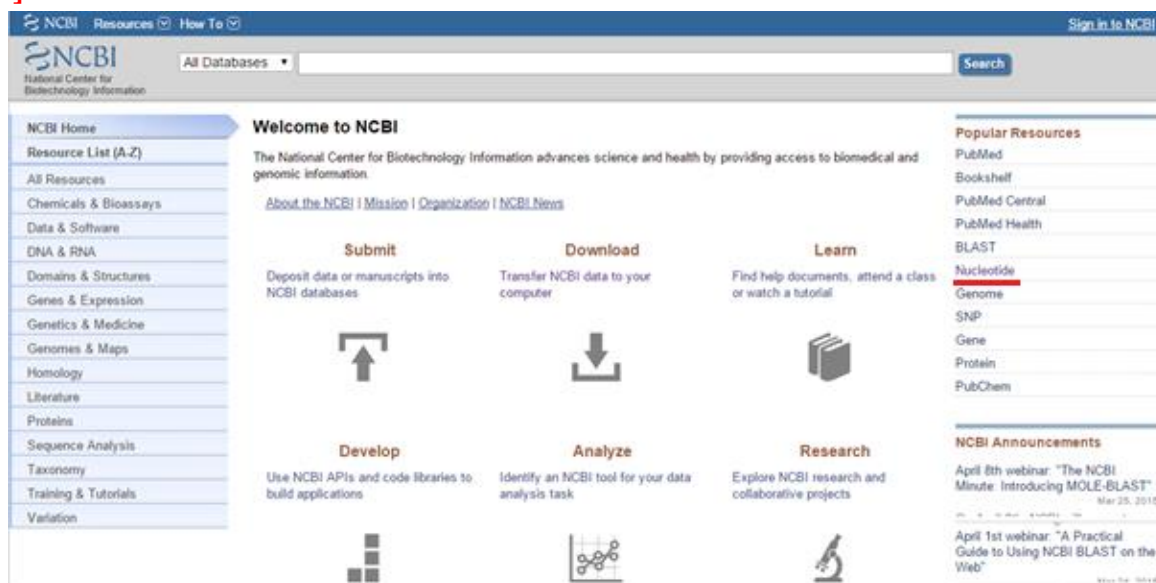 ]
NCBI Resources How To Sign in to NCBI
NCBI
National Center for
Biotechnology Information
All Databases Search
NCBI Home
Resource List (A-Z)
All Resources
Chemicals & Bioassays
Data & Software
DNA & RNA
Domains & Structures
Genes & Expression
Genetics & Medicine
Genomes & Maps
Homology
Literature
Proteins
Sequence Analysis
Taxonomy
Training & Tutorials
Variation
Welcome to NCBI
The National Center for Biotechnology Information advances science and health by providing access to biomedical and
genomic information.
About the NCBI | Mission | Organization | NCBI News
Submit
Deposit data or manuscripts into
NCBI databases
Download
Transfer NCBI data to your
computer
Learn
Find help documents, attend a class
or watch a tutorial
Develop
Use NCBI APIs and code libraries to
build applications
Analyze
Identify an NCBI tool for your data
analysis task
Research
Explore NCBI research and
collaborative projects
Popular Resources
PubMed
Bookshelf
PubMed Central
PubMed Health
BLAST
Nucleotide
Genome
SNP
Gene
Protein
PubChem
NCBI Announcements
April 8th webinar: "The NCBI
Minute: Introducing MOLE-BLAST"
Mar 25, 2015
April 1st webinar: "A Practical
Guide to Using NCBI BLAST on the
Web"